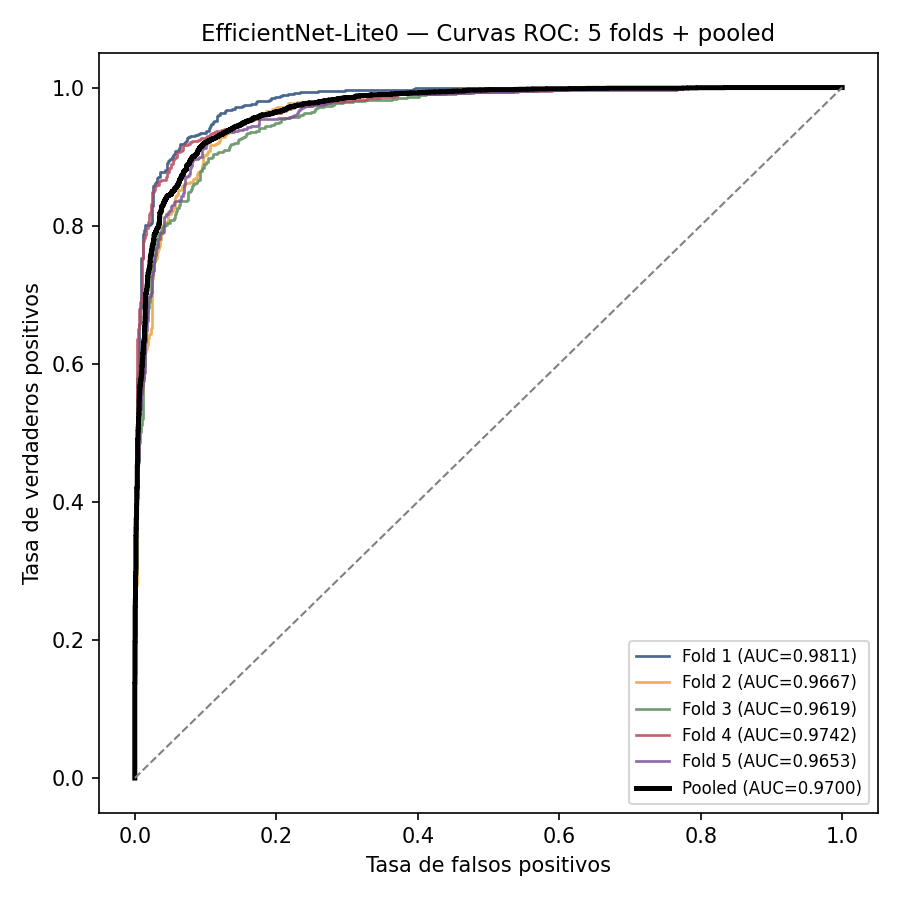 EfficientNet-Lite0 — Curvas ROC: 5 folds + pooled
1.0
0.8
0.6
0.4
0.2
0.0
Tasa de verdaderos positivos
Fold 1 (AUC=0.9811)
Fold 2 (AUC=0.9667)
Fold 3 (AUC=0.9619)
Fold 4 (AUC=0.9742)
Fold 5 (AUC=0.9653)
Pooled (AUC=0.9700)
0.0 0.2 0.4 0.6 0.8 1.0
Tasa de falsos positivos